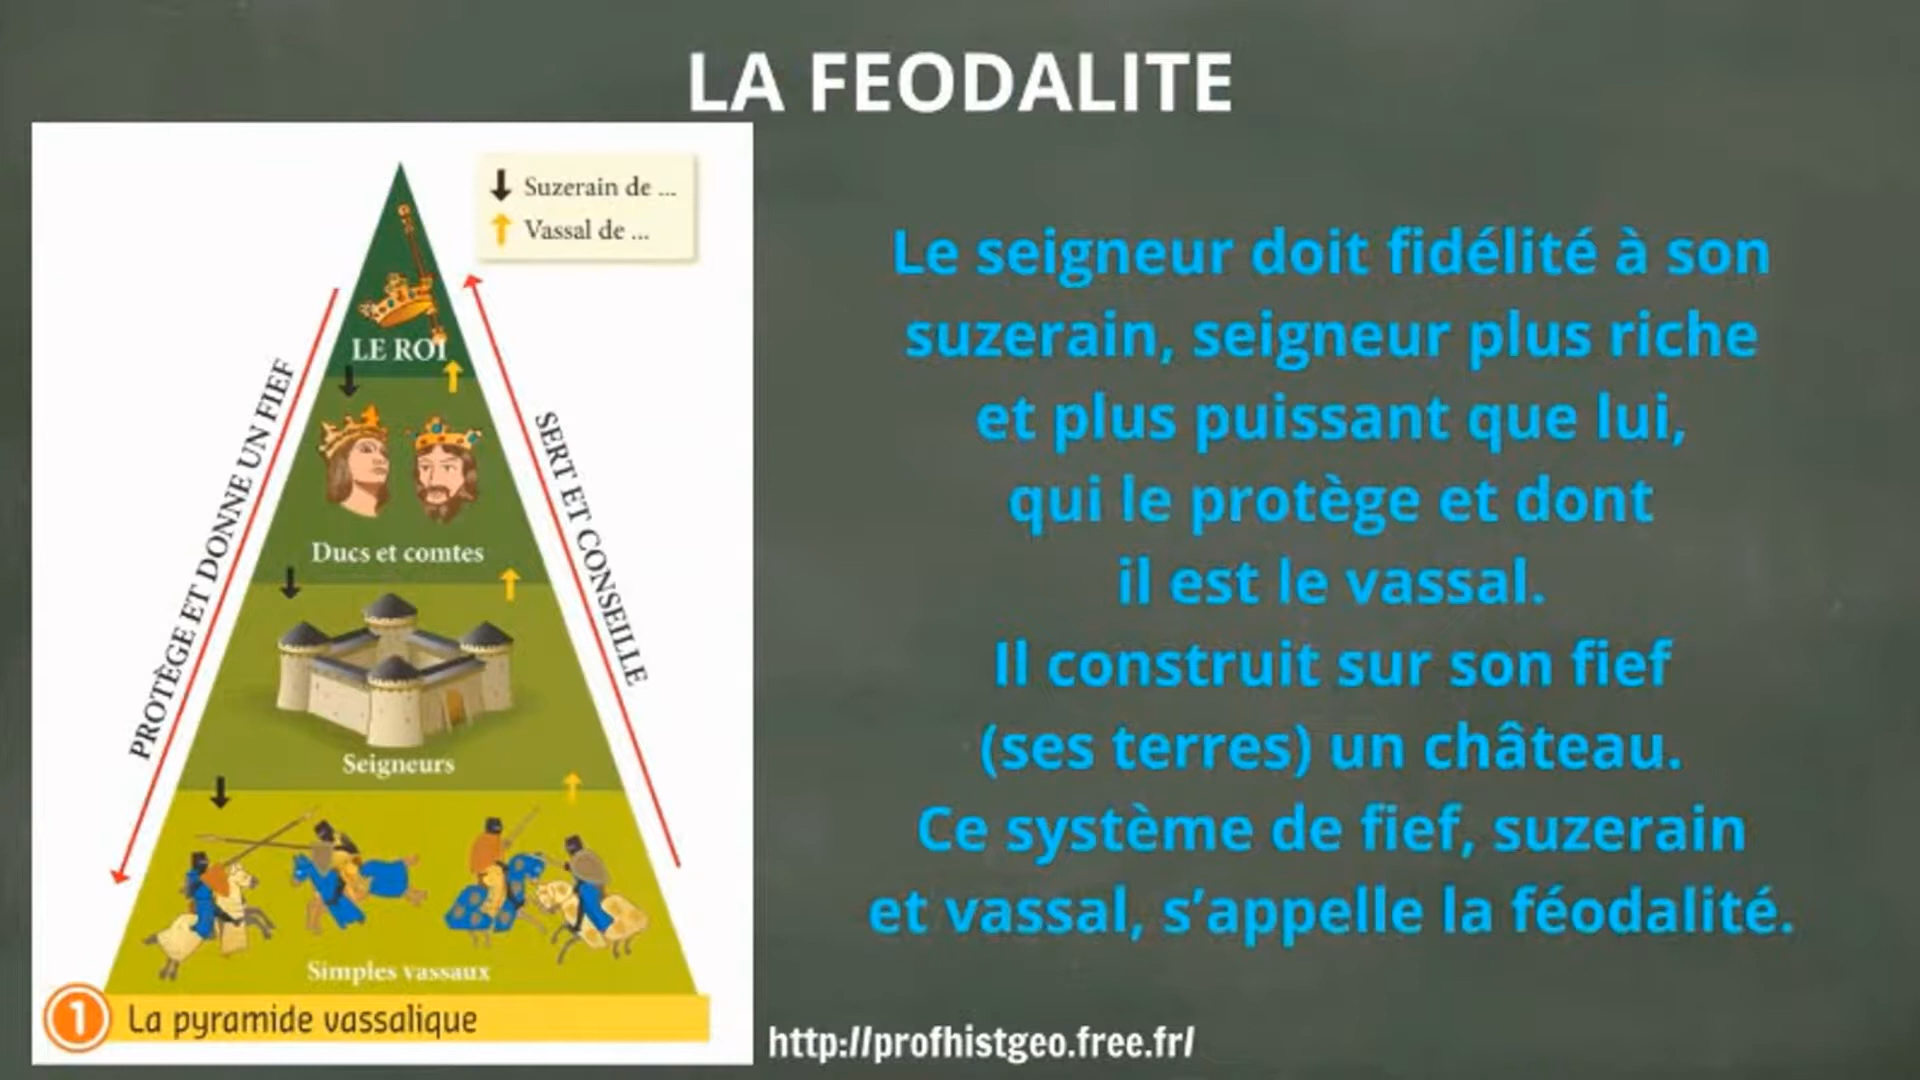 LA FEODALITE
Suzerain de ...
Vassal de ...
LE ROI
PROTÈGE ET DONNE UN FIEF
SERT ET CONSEILLE
Ducs et comtes
Seigneurs
Simples vassaux
1 La pyramide vassalique
Le seigneur doit fidélité à son
suzerain, seigneur plus riche
et plus puissant que lui,
qui le protège et dont
il est le vassal.
Il construit sur son fief
(ses terres) un château.
Ce système de fief, suzerain
et vassal, s’appelle la féodalité.
http://profhistgeo.free.fr/